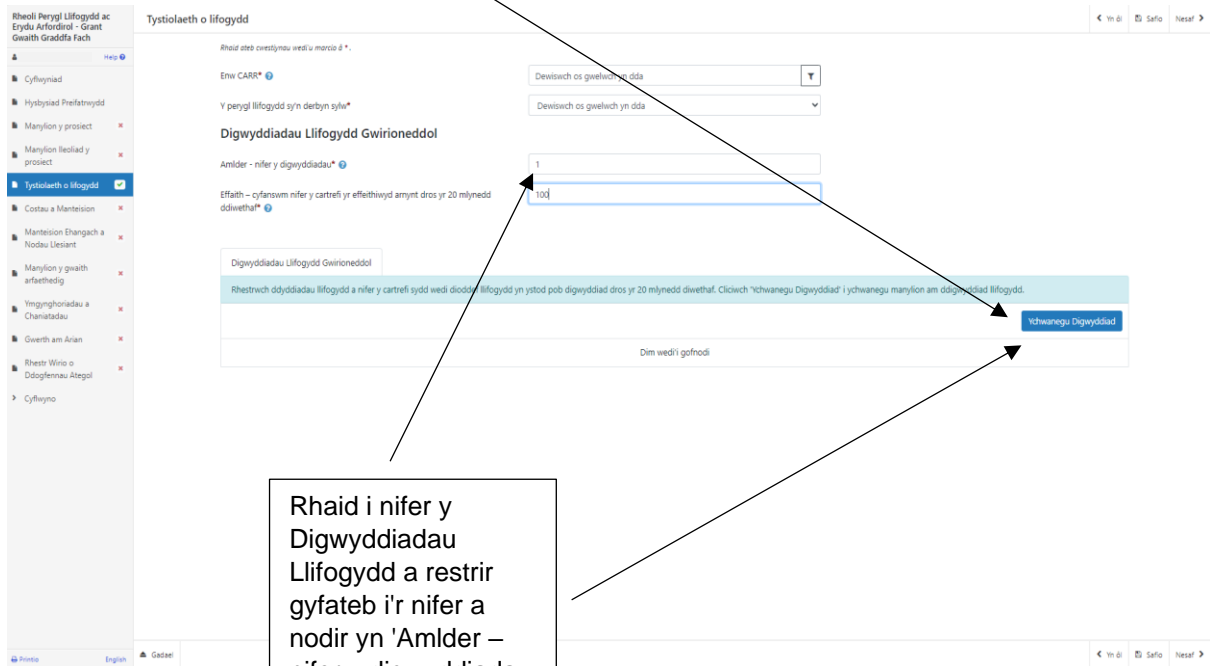 Rheoli Perygl Llifogydd ac
Erydu Arfordirol - Grant
Gwaith Graddfa Fach
Help
Cyflwyniad
Hysbysiad Preifatrwydd
Manylion y prosiect
Manylion lleoliad y
prosiect
Tystiolaeth o lifogydd
Costau a Manteision
Manteision Ehangach a
Nodau Llesiant
Manylion y gwaith
arfaethedig
Ymgynghoriadau a
Chaniatadau
Gwerth am Arian
Rhestr Wirio o
Ddogfennau Ategol
Cyflwyno
Printio English
Tystiolaeth o lifogydd
Yn ôl Safio Nesaf
Rhaid ateb cwestiynau wedi'u marcio â *.
Enw CARR* Dewiswch os gwelwch yn dda
Y perygl llifogydd sy'n derbyn sylw* Dewiswch os gwelwch yn dda
Digwyddiadau Llifogydd Gwirioneddol
Amlder - nifer y digwyddiadau* 1
Effaith – cyfanswm nifer y cartrefi yr effeithiwyd arnynt dros yr 20 mlynedd
ddiwethaf* 100
Digwyddiadau Llifogydd Gwirioneddol
Rhestrwch ddyddiadau llifogydd a nifer y cartrefi sydd wedi dioddef llifogydd yn ystod pob digwyddiad dros yr 20 mlynedd diwethaf. Cliciwch 'Ychwanegu Digwyddiad' i ychwanegu manylion am ddigwyddiad llifogydd.
Ychwanegu Digwyddiad
Dim wedi'i gofnodi
Rhaid i nifer y
Digwyddiadau
Llifogydd a restrir
gyfateb i'r nifer a
nodir yn 'Amlder –
Gadael
Yn ôl Safio Nesaf